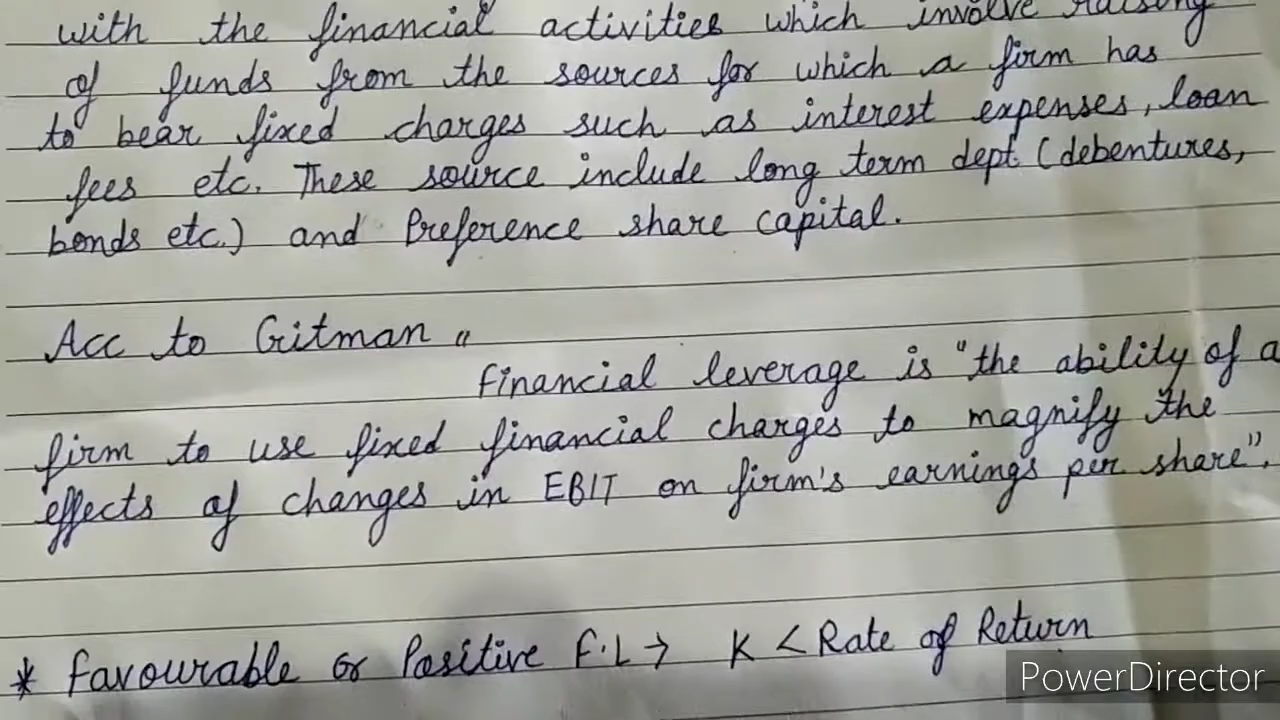 with the financial activities which involve raising
of funds from the sources for which a firm has
to bear fixed charges such as interest expenses, loan
fees etc. These source include long term dept (debentures,
bonds etc.) and Preference share capital.
Acc to Gitman "
Financial leverage is "the ability of a
firm to use fixed financial charges to magnify the
effects of changes in EBIT on firm's earnings per share".
* Favourable or Positive F.L → K < Rate of Return
PowerDirector